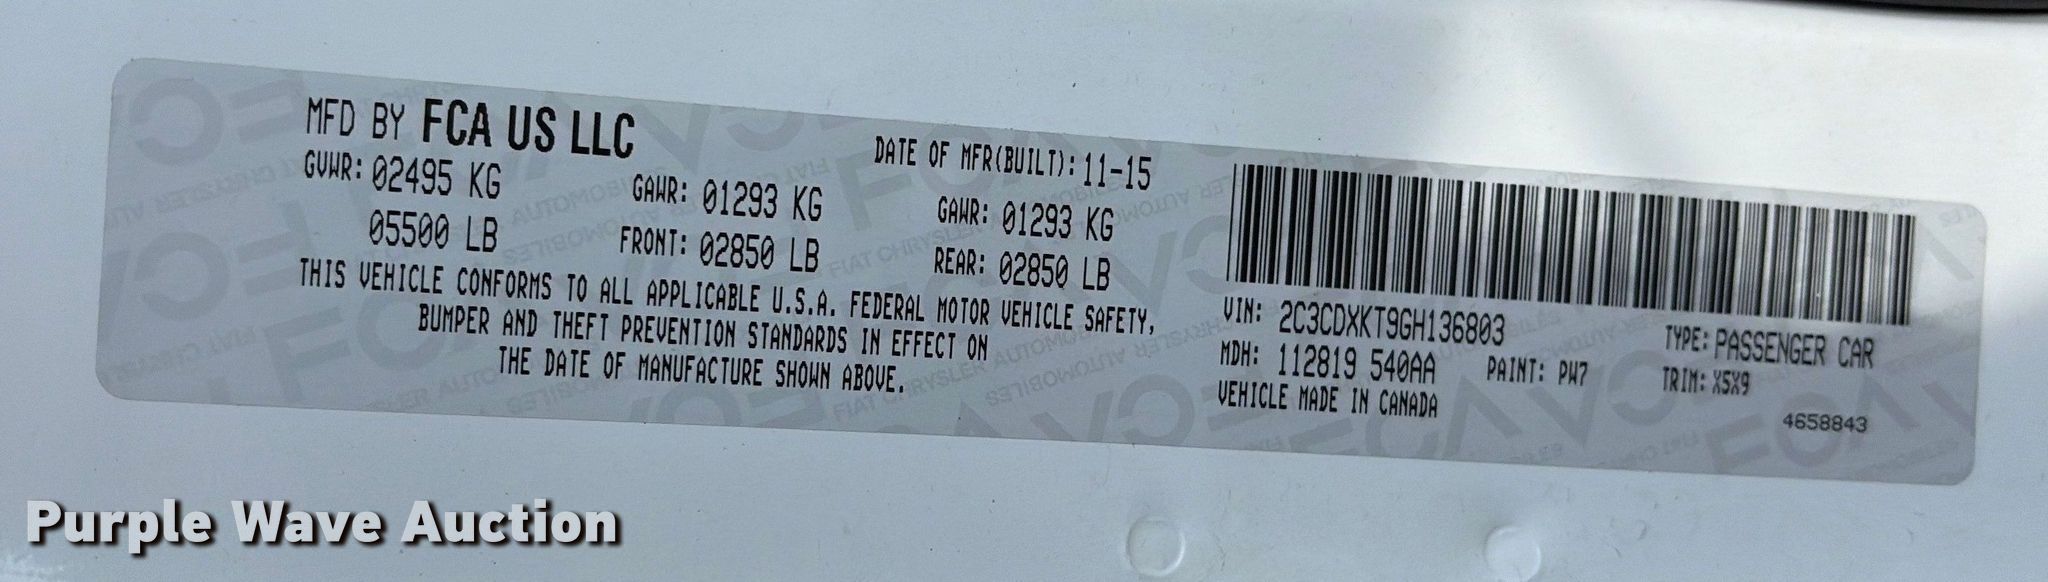 MFD BY FCA US LLC
DATE OF MFR(BUILT): 11-15
GVWR: 02495 KG
05500 LB
GAWR: 01293 KG
FRONT: 02850 LB
GAWR: 01293 KG
REAR: 02850 LB
THIS VEHICLE CONFORMS TO ALL APPLICABLE U.S.A. FEDERAL MOTOR VEHICLE SAFETY,
BUMPER AND THEFT PREVENTION STANDARDS IN EFFECT ON
THE DATE OF MANUFACTURE SHOWN ABOVE.
VIN: 2C3CDXKT9GH136803
TYPE: PASSENGER CAR
MDH: 112819 540AA PAINT: PW7 TRIM: X5X9
VEHICLE MADE IN CANADA
4658843
Purple Wave Auction